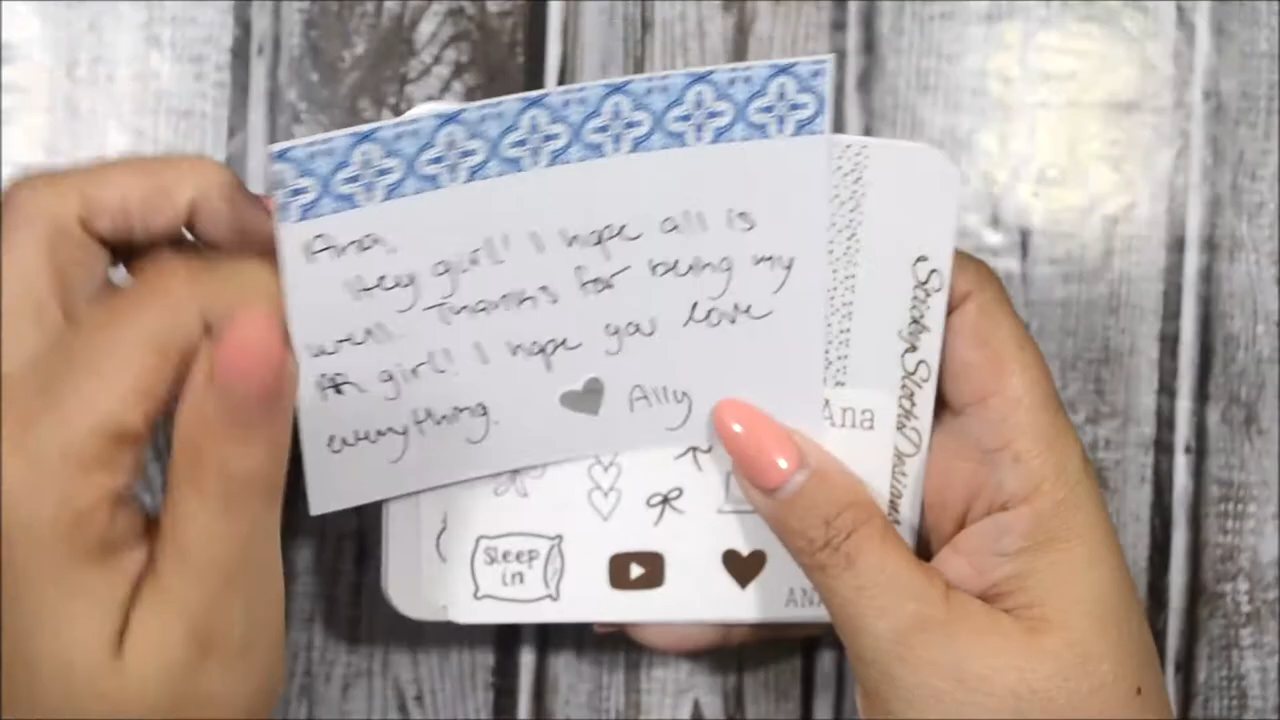 Ana,
Hey girl! I hope all is
well. Thanks for being my
girl! I hope you love
everything.
Ally
Ana
Sleep
in